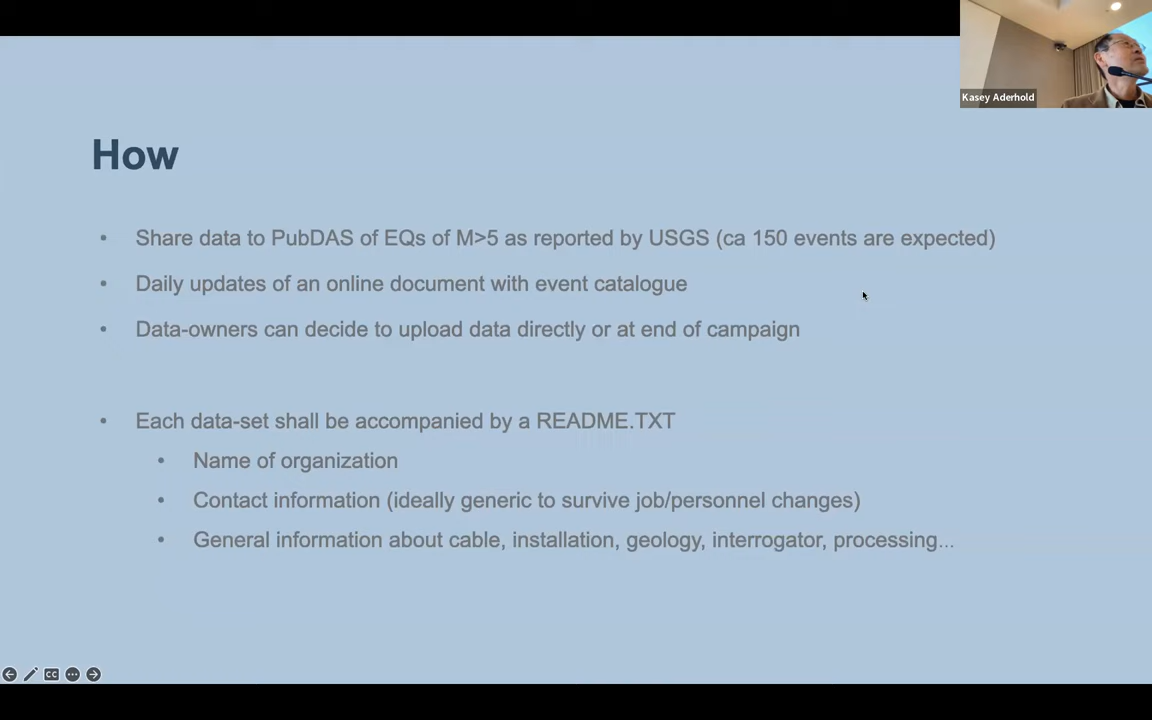 Kasey Aderhold
How
• Share data to PubDAS of EQs of M>5 as reported by USGS (ca 150 events are expected)
• Daily updates of an online document with event catalogue
• Data-owners can decide to upload data directly or at end of campaign
• Each data-set shall be accompanied by a README.TXT
• Name of organization
• Contact information (ideally generic to survive job/personnel changes)
• General information about cable, installation, geology, interrogator, processing...
CC